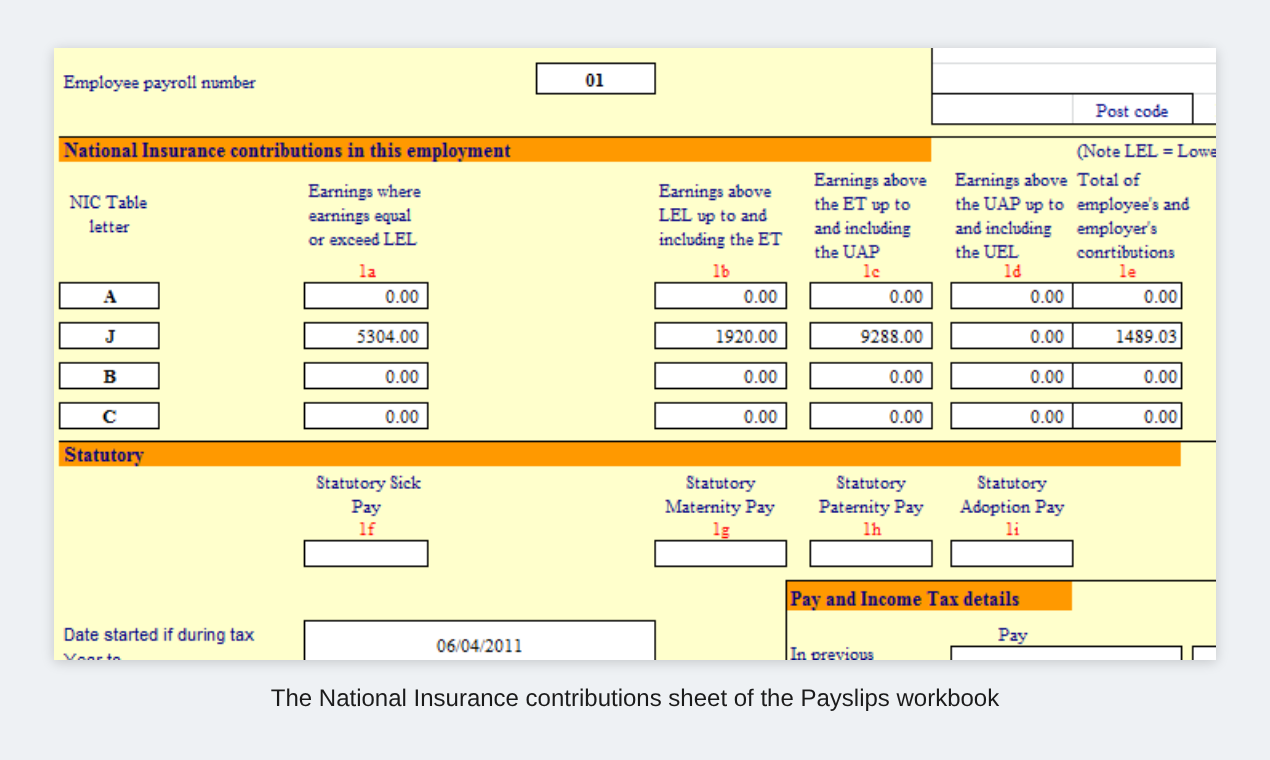 Employee payroll number 01
Post code
National Insurance contributions in this employment
(Note LEL = Lowe
NIC Table
letter
Earnings where
earnings equal
or exceed LEL
1a
Earnings above
LEL up to and
including the ET
1b
Earnings above
the ET up to
and including
the UAP
1c
Earnings above
the UAP up to
and including
the UEL
1d
Total of
employee's and
employer's
conrtibutions
1e
A 0.00 0.00 0.00 0.00 0.00
J 5304.00 1920.00 9288.00 0.00 1489.03
B 0.00 0.00 0.00 0.00 0.00
C 0.00 0.00 0.00 0.00 0.00
Statutory
Statutory Sick
Pay
1f
Statutory
Maternity Pay
1g
Statutory
Paternity Pay
1h
Statutory
Adoption Pay
1i
Pay and Income Tax details
Date started if during tax
Year to
06/04/2011
Pay
In previous
The National Insurance contributions sheet of the Payslips workbook